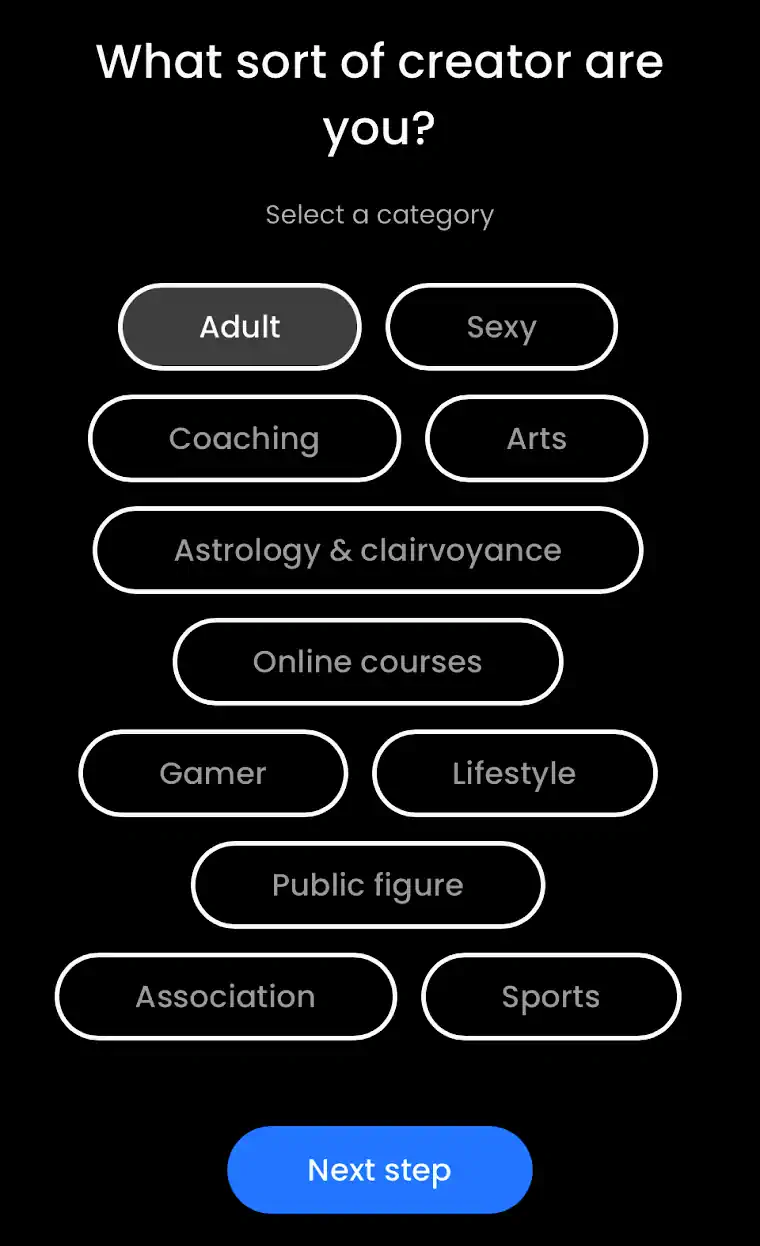 What sort of creator are
you?
Select a category
Adult
Sexy
Coaching
Arts
Astrology & clairvoyance
Online courses
Gamer
Lifestyle
Public figure
Association
Sports
Next step